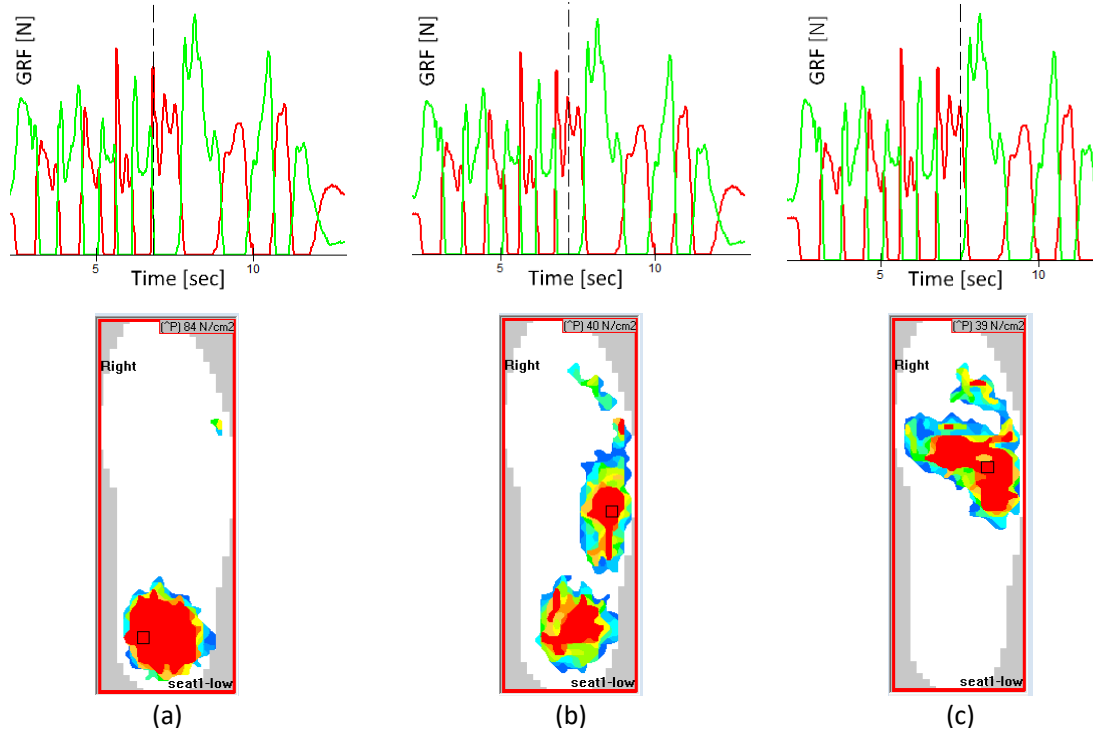 GRF [N]
5
10
Time [sec]
GRF [N]
5
10
Time [sec]
GRF [N]
5
10
Time [sec]
(^P) 84 N/cm2
Right
seat1-low
(^P) 40 N/cm2
Right
seat1-low
(^P) 39 N/cm2
Right
seat1-low
(a)
(b)
(c)